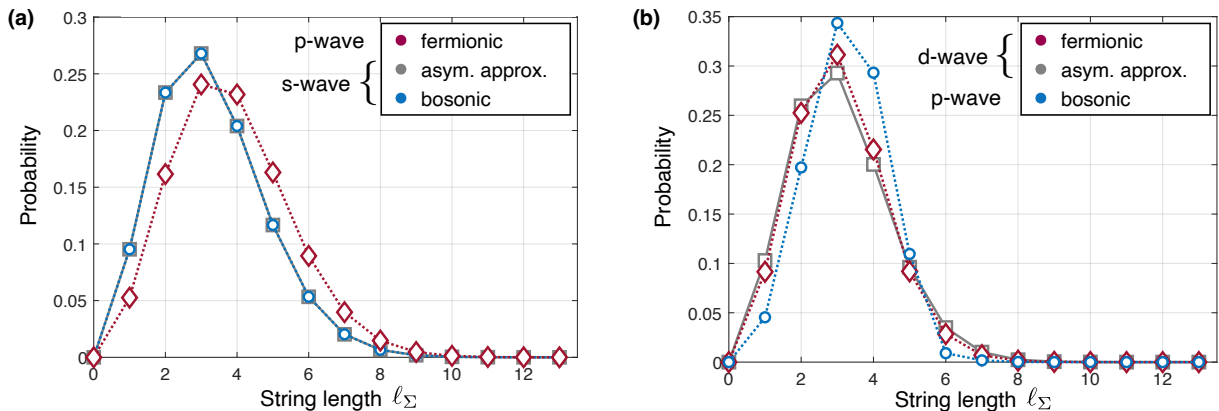 (a)
Probability
0.3
0.25
0.2
0.15
0.1
0.05
0
0 2 4 6 8 10 12
String length ℓ_Σ
p-wave
s-wave {
fermionic
asym. approx.
bosonic
(b)
Probability
0.35
0.3
0.25
0.2
0.15
0.1
0.05
0
0 2 4 6 8 10 12
String length ℓ_Σ
d-wave {
p-wave
fermionic
asym. approx.
bosonic